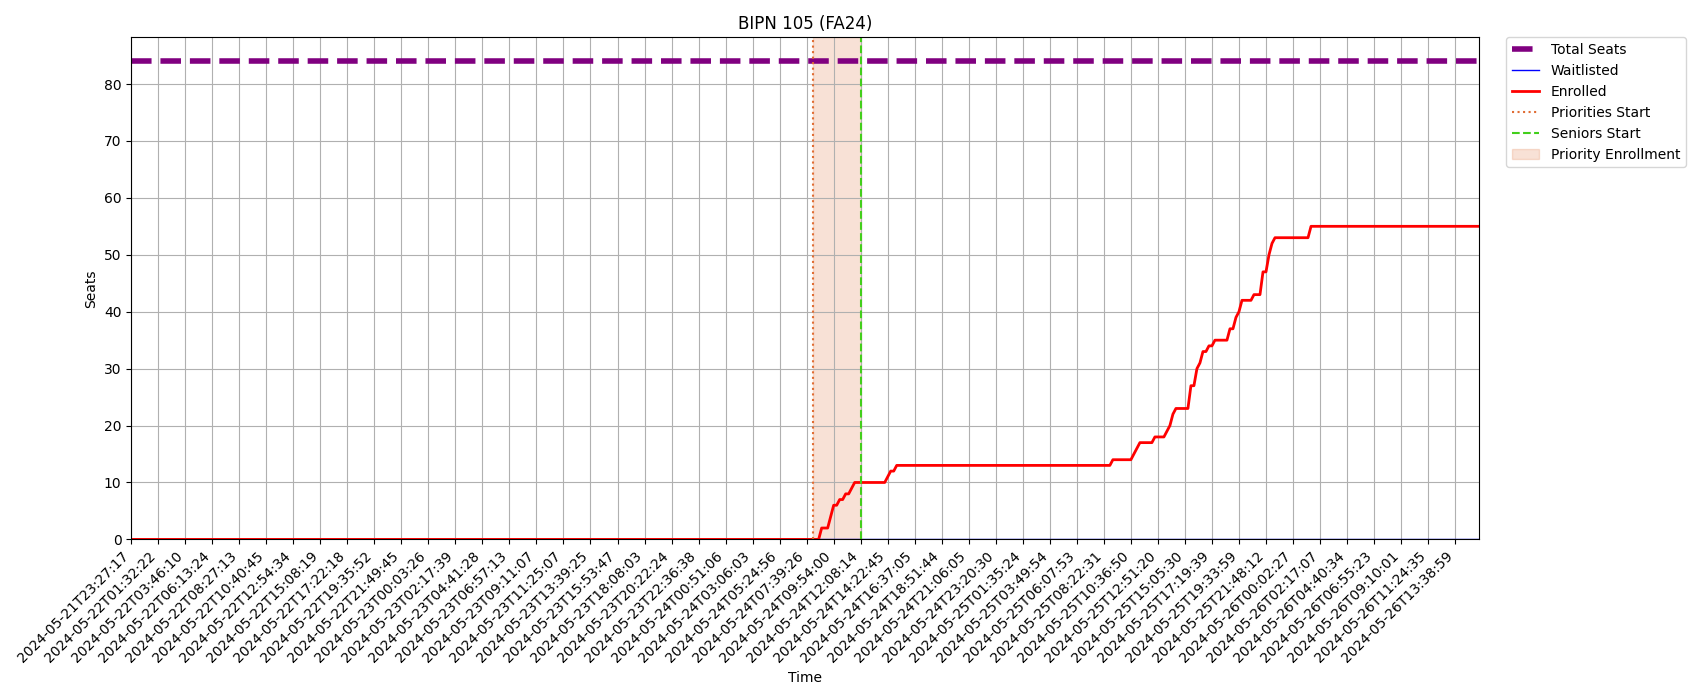 BIPN 105 (FA24)
Total Seats
Waitlisted
Enrolled
Priorities Start
Seniors Start
Priority Enrollment
Seats
80
70
60
50
40
30
20
10
0
2024-05-21T23:27:17
2024-05-22T01:32:22
2024-05-22T03:46:10
2024-05-22T06:13:24
2024-05-22T08:27:13
2024-05-22T10:40:45
2024-05-22T12:54:34
2024-05-22T15:08:19
2024-05-22T17:22:18
2024-05-22T19:35:52
2024-05-22T21:49:45
2024-05-23T00:03:26
2024-05-23T02:17:39
2024-05-23T04:41:28
2024-05-23T06:57:13
2024-05-23T09:11:07
2024-05-23T11:25:07
2024-05-23T13:39:25
2024-05-23T15:53:47
2024-05-23T18:08:03
2024-05-23T20:22:24
2024-05-23T22:36:38
2024-05-24T00:51:06
2024-05-24T03:06:03
2024-05-24T05:24:56
2024-05-24T07:39:26
2024-05-24T09:54:00
2024-05-24T12:08:14
2024-05-24T14:22:45
2024-05-24T16:37:05
2024-05-24T18:51:44
2024-05-24T21:06:05
2024-05-24T23:20:30
2024-05-25T01:35:24
2024-05-25T03:49:54
2024-05-25T06:07:53
2024-05-25T08:22:31
2024-05-25T10:36:50
2024-05-25T12:51:20
2024-05-25T15:05:30
2024-05-25T17:19:39
2024-05-25T19:33:59
2024-05-25T21:48:12
2024-05-26T00:02:27
2024-05-26T02:17:07
2024-05-26T04:40:34
2024-05-26T06:55:23
2024-05-26T09:10:01
2024-05-26T11:24:35
2024-05-26T13:38:59
Time